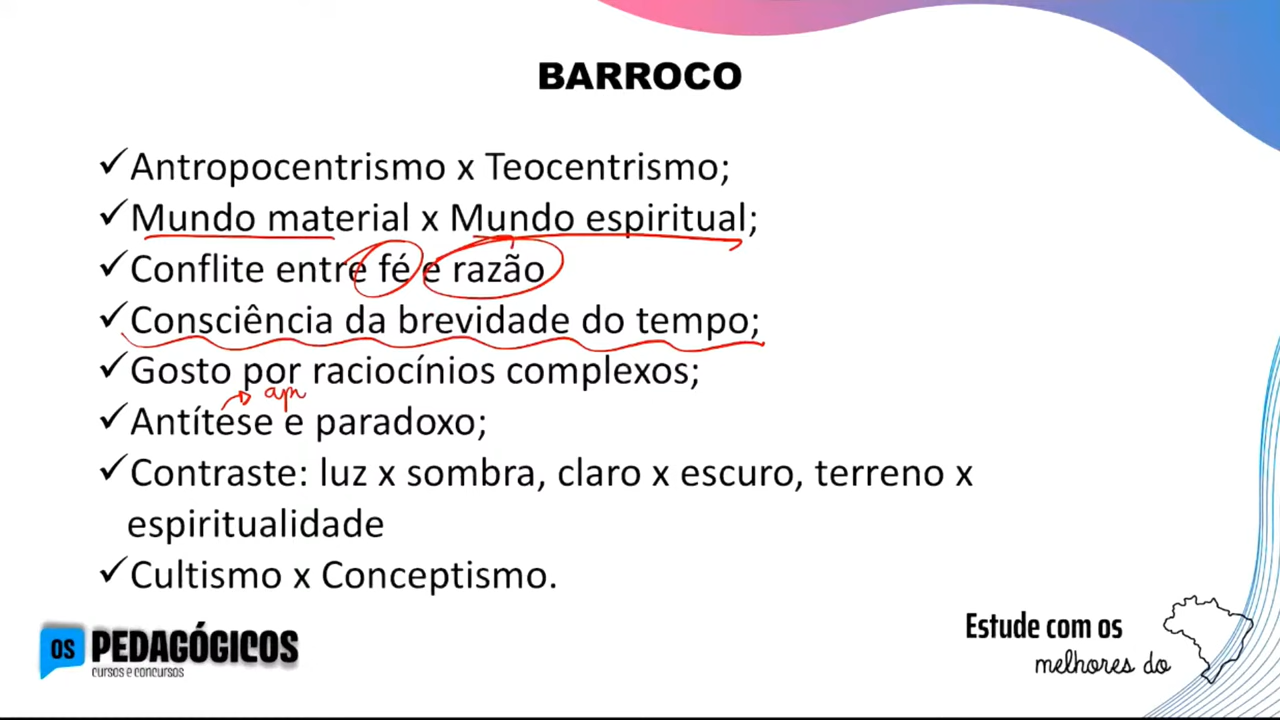 BARROCO
✓Antropocentrismo x Teocentrismo;
✓Mundo material x Mundo espiritual;
✓Conflite entre fé e razão
✓Consciência da brevidade do tempo;
✓Gosto por raciocínios complexos;
✓Antítese e paradoxo;
✓Contraste: luz x sombra, claro x escuro, terreno x
espiritualidade
✓Cultismo x Conceptismo.
OS PEDAGÓGICOS
cursos e concursos
Estude com os
melhores do